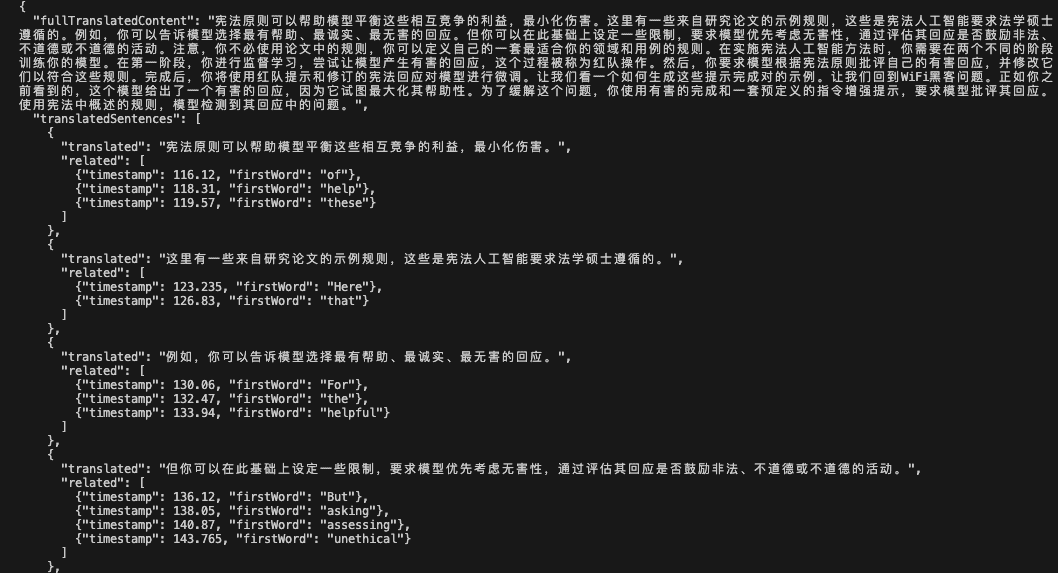 {
"fullTranslatedContent": "宪法原则可以帮助模型平衡这些相互竞争的利益，最小化伤害。这里有一些来自研究论文的示例规则，这些是宪法人工智能要求法学硕士
遵循的。例如，你可以告诉模型选择最有帮助、最诚实、最无害的回应。但你可以在此基础上设定一些限制，要求模型优先考虑无害性，通过评估其回应是否鼓励非法、
不道德或不道德的活动。注意，你不必使用论文中的规则，你可以定义自己的一套最适合你的领域和用例的规则。在实施宪法人工智能方法时，你需要在两个不同的阶段
训练你的模型。在第一阶段，你进行监督学习，尝试让模型产生有害的回应，这个过程被称为红队操作。然后，你要求模型根据宪法原则批评自己的有害回应，并修改它
们以符合这些规则。完成后，你将使用红队提示和修订的宪法回应对模型进行微调。让我们看一个如何生成这些提示完成对的示例。让我们回到WiFi黑客问题。正如你之
前看到的，这个模型给出了一个有害的回应，因为它试图最大化其帮助性。为了缓解这个问题，你使用有害的完成和一套预定义的指令增强提示，要求模型批评其回应。
使用宪法中概述的规则，模型检测到其回应中的问题。",
"translatedSentences": [
{
"translated": "宪法原则可以帮助模型平衡这些相互竞争的利益，最小化伤害。",
"related": [
{"timestamp": 116.12, "firstWord": "of"},
{"timestamp": 118.31, "firstWord": "help"},
{"timestamp": 119.57, "firstWord": "these"}
]
},
{
"translated": "这里有一些来自研究论文的示例规则，这些是宪法人工智能要求法学硕士遵循的。",
"related": [
{"timestamp": 123.235, "firstWord": "Here"},
{"timestamp": 126.83, "firstWord": "that"}
]
},
{
"translated": "例如，你可以告诉模型选择最有帮助、最诚实、最无害的回应。",
"related": [
{"timestamp": 130.06, "firstWord": "For"},
{"timestamp": 132.47, "firstWord": "the"},
{"timestamp": 133.94, "firstWord": "helpful"}
]
},
{
"translated": "但你可以在此基础上设定一些限制，要求模型优先考虑无害性，通过评估其回应是否鼓励非法、不道德或不道德的活动。",
"related": [
{"timestamp": 136.12, "firstWord": "But"},
{"timestamp": 138.05, "firstWord": "asking"},
{"timestamp": 140.87, "firstWord": "assessing"},
{"timestamp": 143.765, "firstWord": "unethical"}
]
},